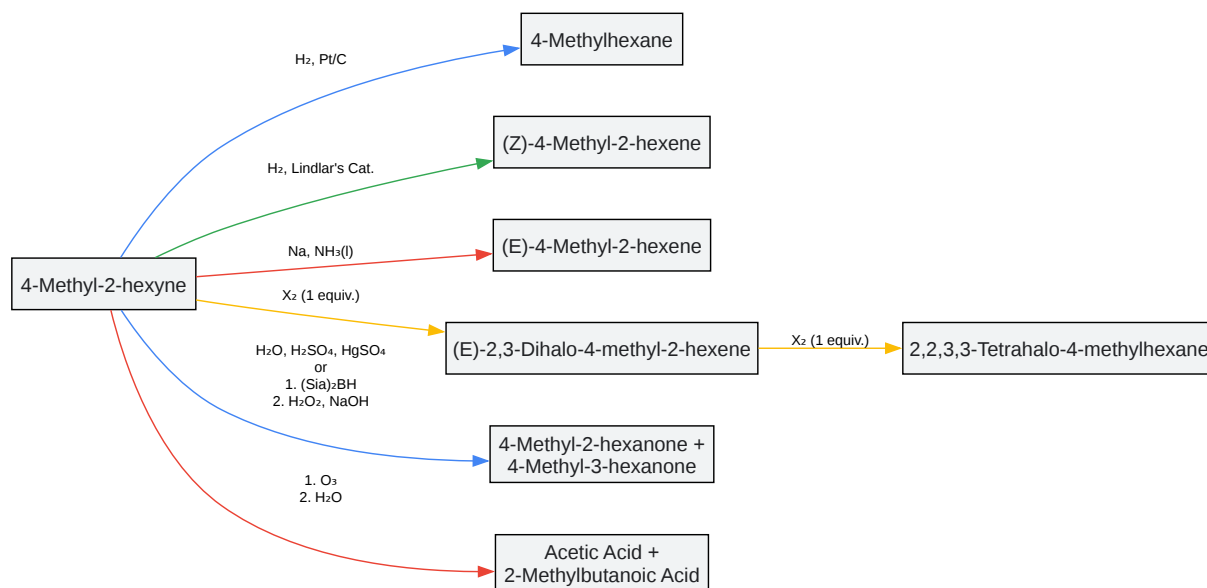 4-Methylhexane
H₂, Pt/C
(Z)-4-Methyl-2-hexene
H₂, Lindlar's Cat.
(E)-4-Methyl-2-hexene
Na, NH₃(l)
4-Methyl-2-hexyne
X₂ (1 equiv.)
(E)-2,3-Dihalo-4-methyl-2-hexene
X₂ (1 equiv.)
2,2,3,3-Tetrahalo-4-methylhexane
H₂O, H₂SO₄, HgSO₄
or
1. (Sia)₂BH
2. H₂O₂, NaOH
4-Methyl-2-hexanone +
4-Methyl-3-hexanone
1. O₃
2. H₂O
Acetic Acid +
2-Methylbutanoic Acid